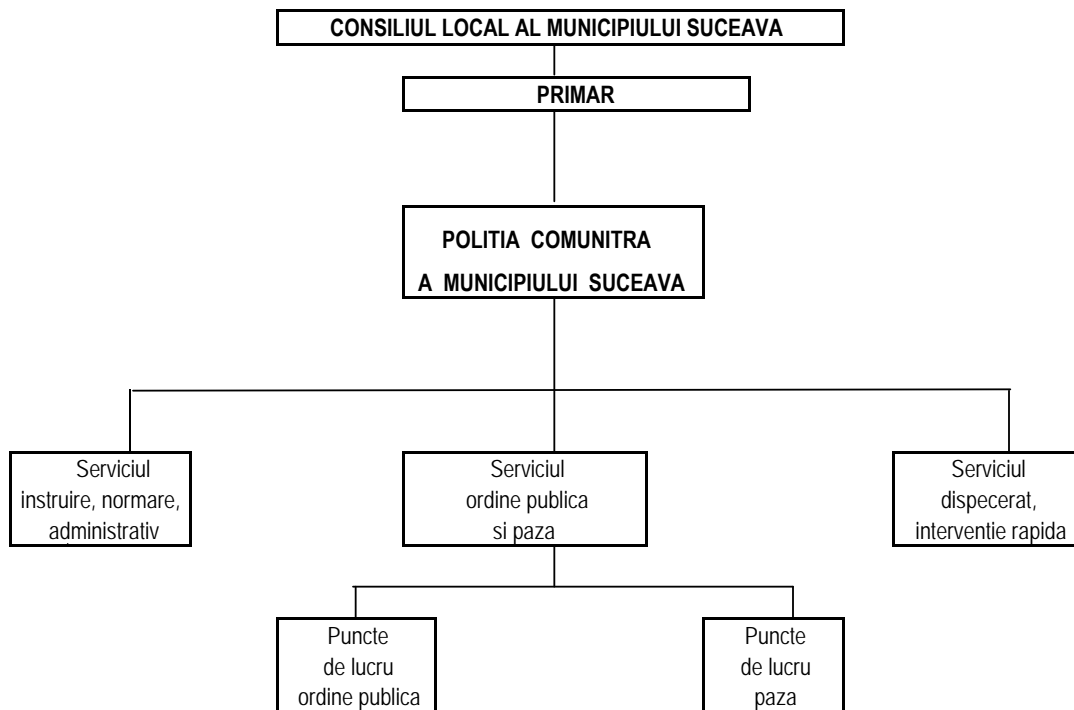 CONSILIUL LOCAL AL MUNICIPIULUI SUCEAVA
PRIMAR
POLITIA COMUNITRA
A MUNICIPIULUI SUCEAVA
Serviciul
instruire, normare,
administrativ
Serviciul
ordine publica
si paza
Serviciul
dispecerat,
interventie rapida
Puncte
de lucru
ordine publica
Puncte
de lucru
paza